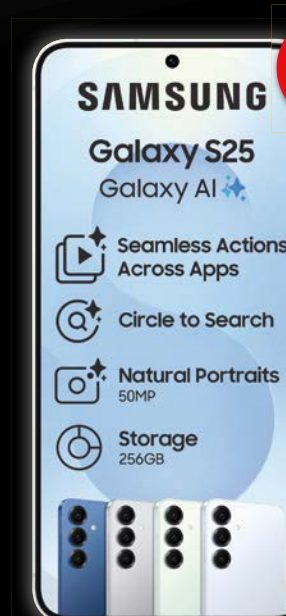 SAMSUNG
Galaxy S25
Galaxy AI
Seamless Actions
Across Apps
Circle to Search
Natural Portraits
50MP
Storage
256GB